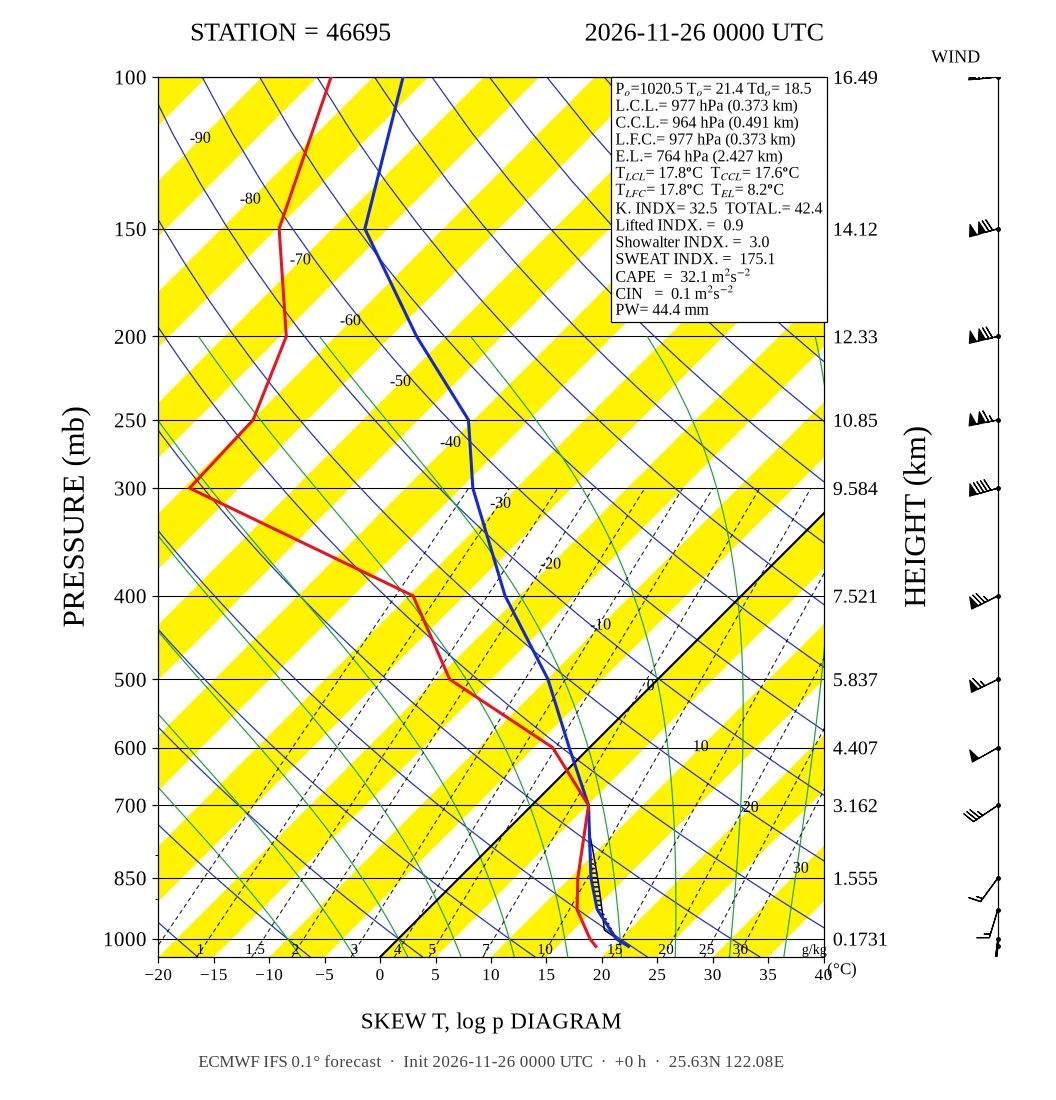 STATION = 46695 2026-11-26 0000 UTC
WIND
100 16.49
Pₒ=1020.5 Tₒ= 21.4 Tdₒ= 18.5
L.C.L.= 977 hPa (0.373 km)
C.C.L.= 964 hPa (0.491 km)
L.F.C.= 977 hPa (0.373 km)
E.L.= 764 hPa (2.427 km)
T_LCL= 17.8°C T_CCL= 17.6°C
T_LFC= 17.8°C T_EL= 8.2°C
K. INDX= 32.5 TOTAL.= 42.4
Lifted INDX. = 0.9
Showalter INDX. = 3.0
SWEAT INDX. = 175.1
CAPE = 32.1 m²s⁻²
CIN = 0.1 m²s⁻²
PW= 44.4 mm
-90
-80
150 14.12
-70
-60
200 12.33
-50
250 10.85
-40
300 9.584
-30
PRESSURE (mb)
HEIGHT (km)
-20
400 7.521
-10
500 5.837
0
10
600 4.407
700 3.162
20
30
850 1.555
1000 0.1731
1 1.5 2 3 4 5 7 10 15 20 25 30 g/kg
−20 −15 −10 −5 0 5 10 15 20 25 30 35 40 (°C)
SKEW T, log p DIAGRAM
ECMWF IFS 0.1° forecast · Init 2026-11-26 0000 UTC · +0 h · 25.63N 122.08E